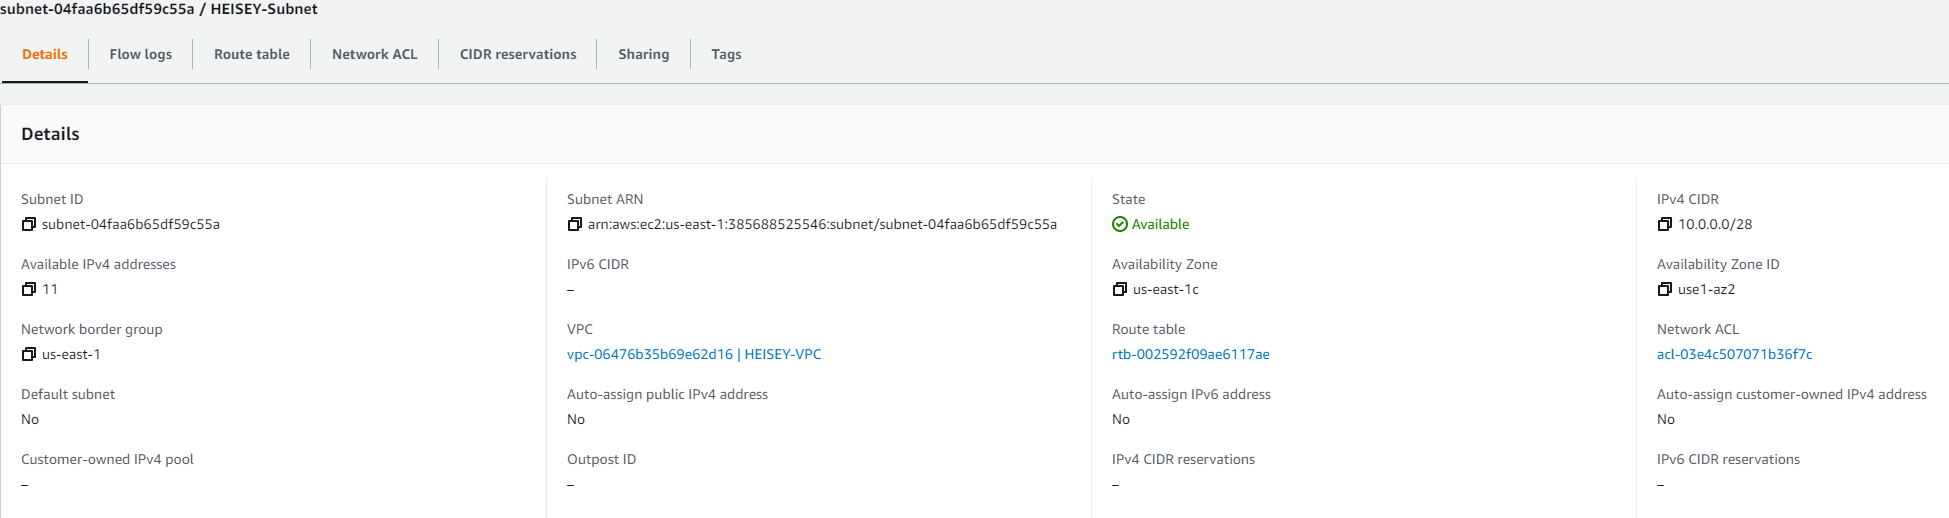 subnet-04faa6b65df59c55a / HEISEY-Subnet
Details
Flow logs
Route table
Network ACL
CIDR reservations
Sharing
Tags
Details
Subnet ID
subnet-04faa6b65df59c55a
Subnet ARN
arn:aws:ec2:us-east-1:385688525546:subnet/subnet-04faa6b65df59c55a
State
Available
IPv4 CIDR
10.0.0.0/28
Available IPv4 addresses
11
IPv6 CIDR
–
Availability Zone
us-east-1c
Availability Zone ID
use1-az2
Network border group
us-east-1
VPC
vpc-06476b35b69e62d16 | HEISEY-VPC
Route table
rtb-002592f09ae6117ae
Network ACL
acl-03e4c507071b36f7c
Default subnet
No
Auto-assign public IPv4 address
No
Auto-assign IPv6 address
No
Auto-assign customer-owned IPv4 address
No
Customer-owned IPv4 pool
–
Outpost ID
–
IPv4 CIDR reservations
–
IPv6 CIDR reservations
–